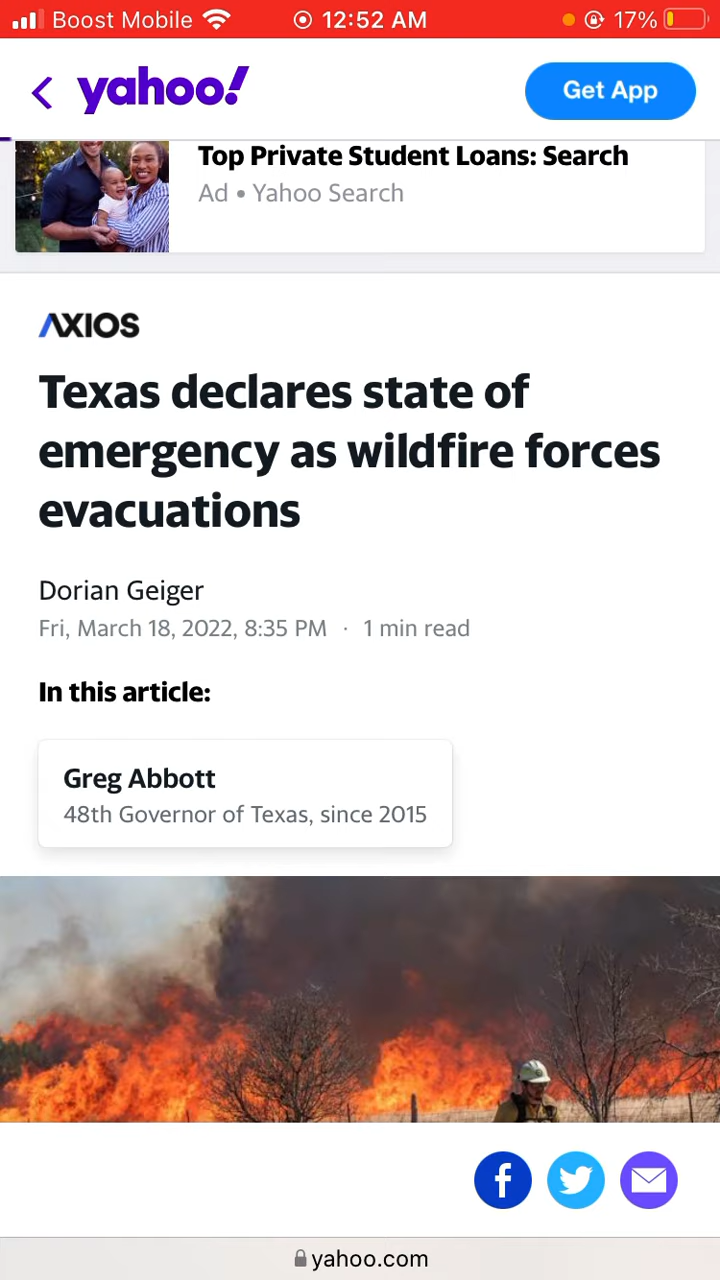 Boost Mobile 12:52 AM 17%
yahoo! Get App
Top Private Student Loans: Search
Ad • Yahoo Search
AXIOS
Texas declares state of
emergency as wildfire forces
evacuations
Dorian Geiger
Fri, March 18, 2022, 8:35 PM · 1 min read
In this article:
Greg Abbott
48th Governor of Texas, since 2015
yahoo.com